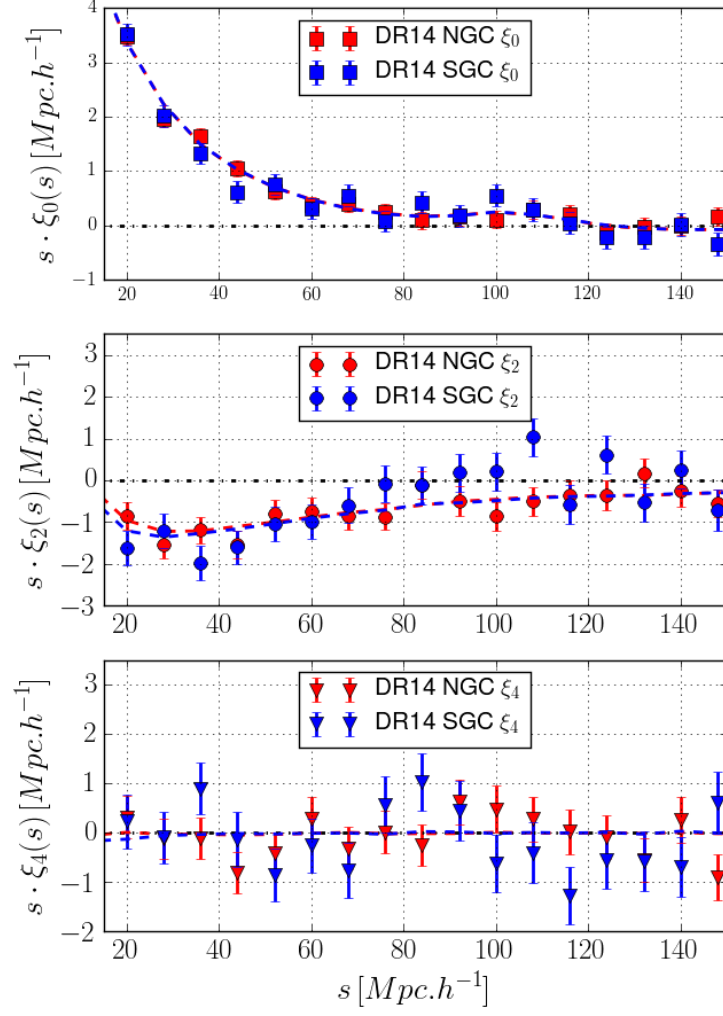 4
3
2
1
0
−1
s · ξ₀(s) [Mpc.h⁻¹]
DR14 NGC ξ₀
DR14 SGC ξ₀
20 40 60 80 100 120 140
3
2
1
0
−1
−2
−3
s · ξ₂(s) [Mpc.h⁻¹]
DR14 NGC ξ₂
DR14 SGC ξ₂
20 40 60 80 100 120 140
3
2
1
0
−1
−2
s · ξ₄(s) [Mpc.h⁻¹]
DR14 NGC ξ₄
DR14 SGC ξ₄
20 40 60 80 100 120 140
s [Mpc.h⁻¹]